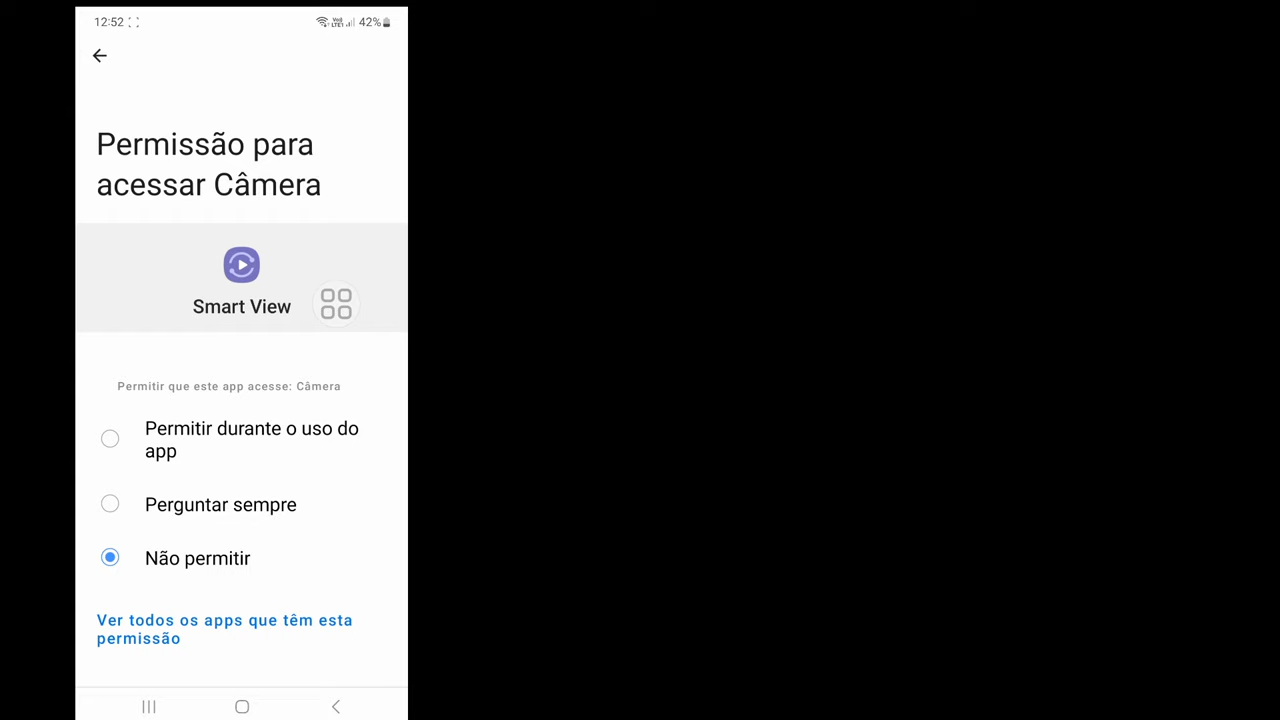 12:52
42%
Permissão para
acessar Câmera
Smart View
Permitir que este app acesse: Câmera
Permitir durante o uso do
app
Perguntar sempre
Não permitir
Ver todos os apps que têm esta
permissão